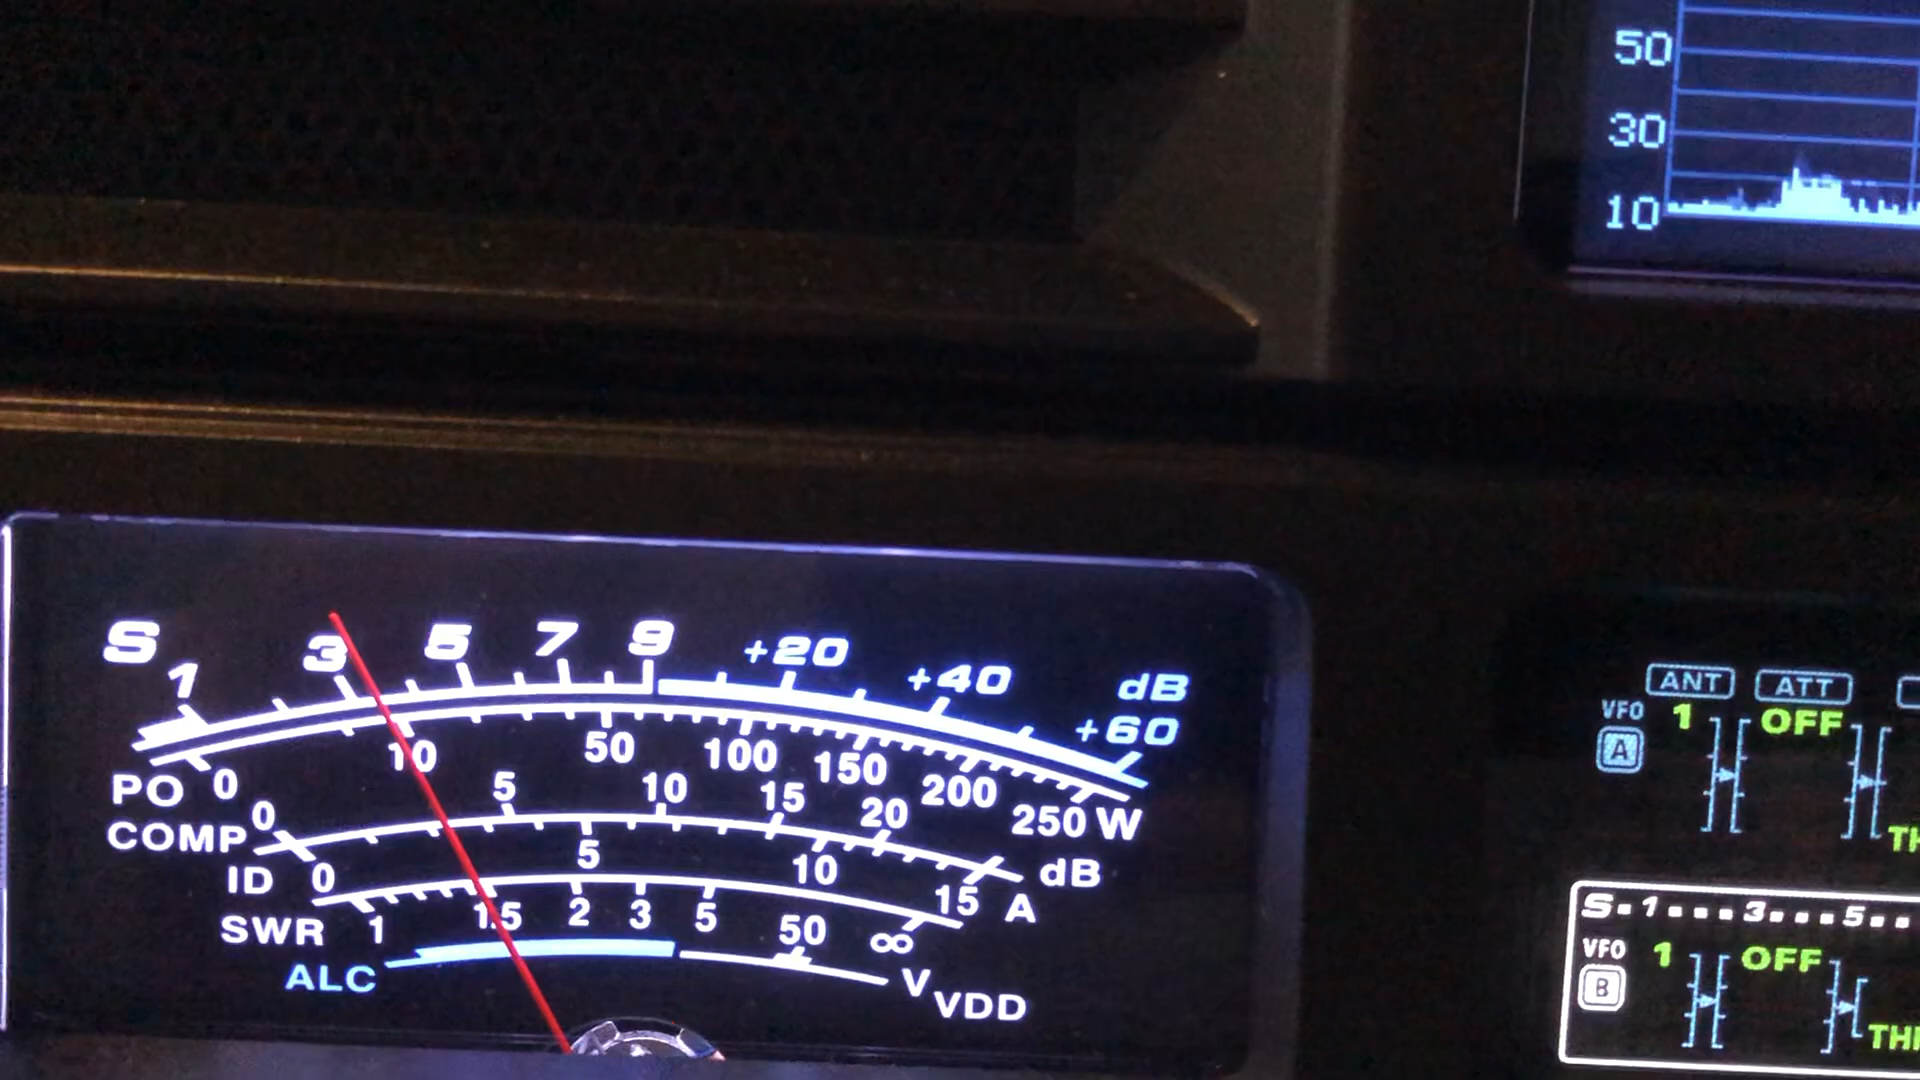 50
30
10
S 1 3 5 7 9 +20 +40 +60 dB
PO 0 10 50 100 150 200 250 W
COMP 0 5 10 15 20 dB
ID 0 5 10 15 A
SWR 1 1.5 2 3 5 50 ∞
ALC V VDD
ANT ATT
VFO A 1 OFF
S 1 3 5
VFO B 1 OFF